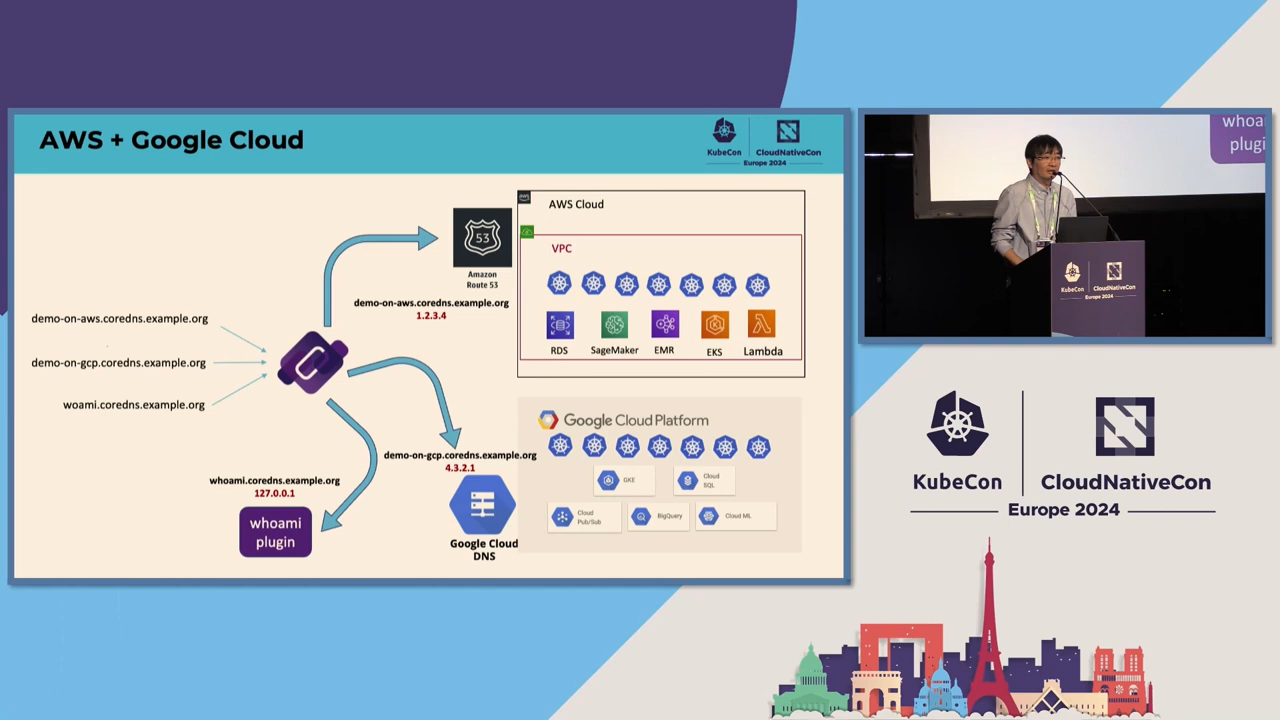 AWS + Google Cloud
KubeCon
CloudNativeCon
Europe 2024
demo-on-aws.coredns.example.org
demo-on-gcp.coredns.example.org
woami.coredns.example.org
53
Amazon
Route 53
demo-on-aws.coredns.example.org
1.2.3.4
demo-on-gcp.coredns.example.org
4.3.2.1
whoami.coredns.example.org
127.0.0.1
whoami
plugin
Google Cloud
DNS
aws
AWS Cloud
VPC
RDS
SageMaker
EMR
EKS
Lambda
Google Cloud Platform
GKE
Cloud
SQL
Cloud
Pub/Sub
BigQuery
Cloud ML
whoa
plugi
KubeCon
CloudNativeCon
Europe 2024
KubeCon
CloudNativeCon
Europe 2024